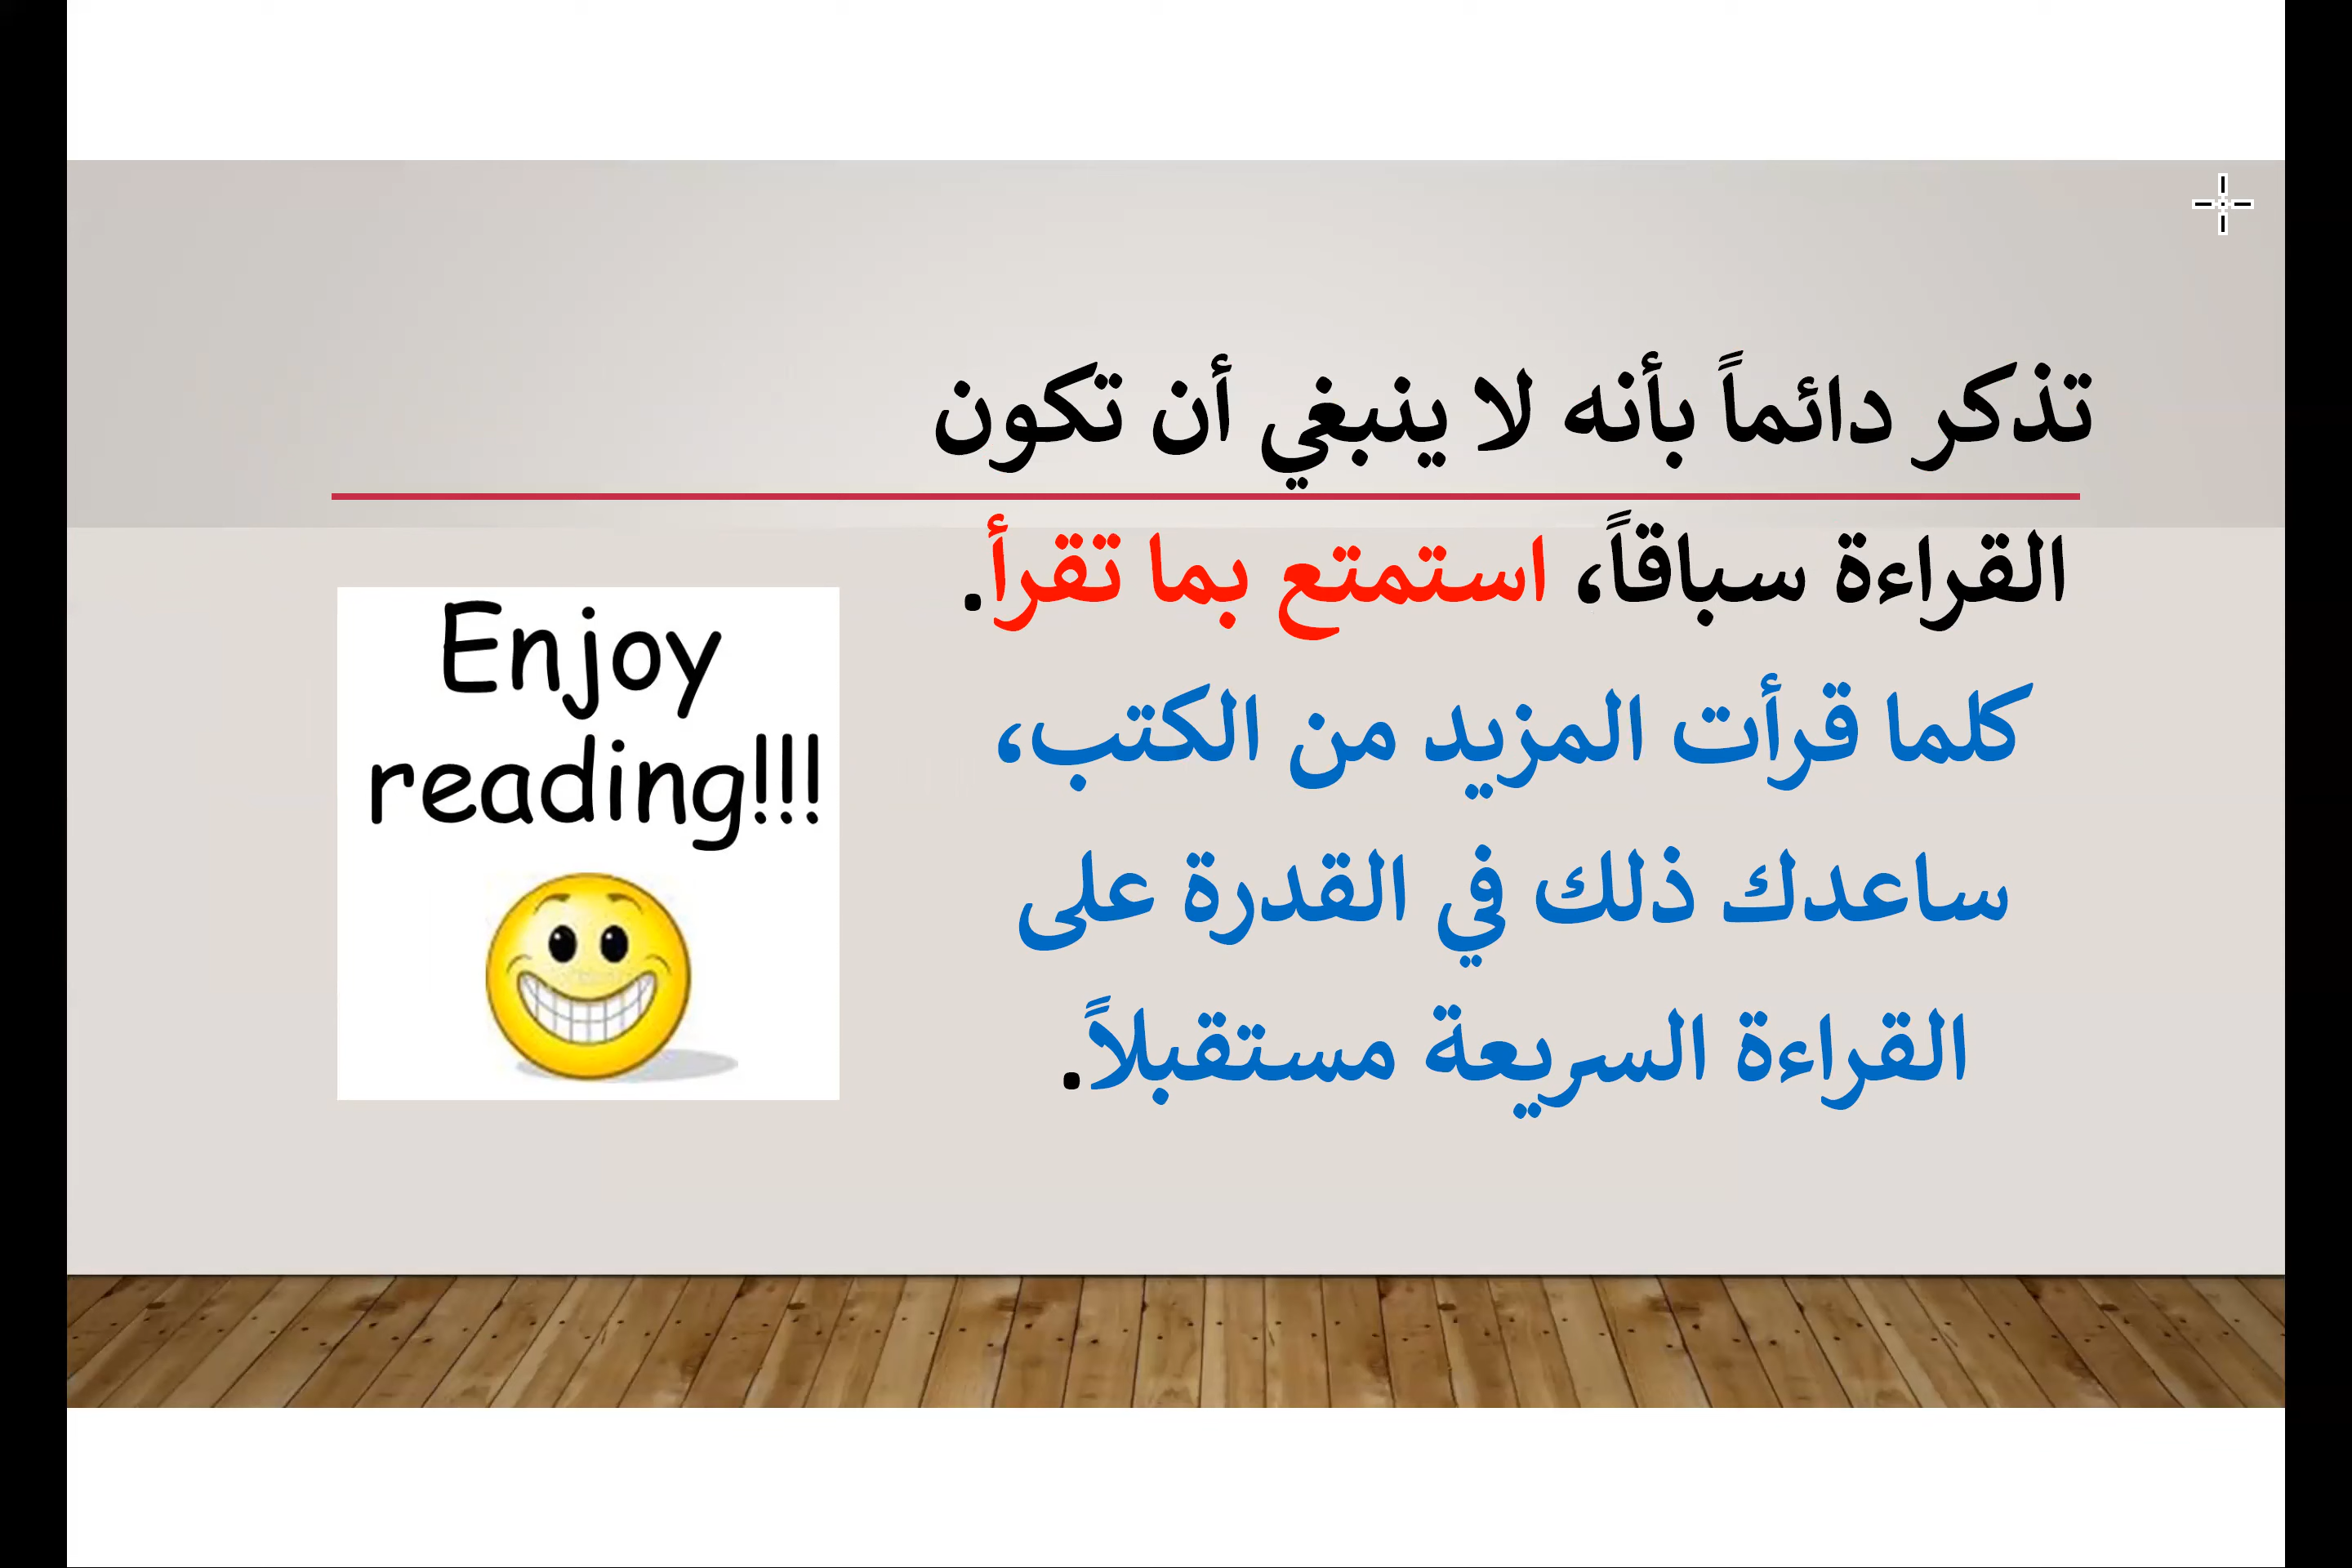 تذكر دائماً بأنه لا ينبغي أن تكون
القراءة سباقاً، استمتع بما تقرأ.
كلما قرأت المزيد من الكتب،
ساعدك ذلك في القدرة على
القراءة السريعة مستقبلاً.
Enjoy
reading!!!